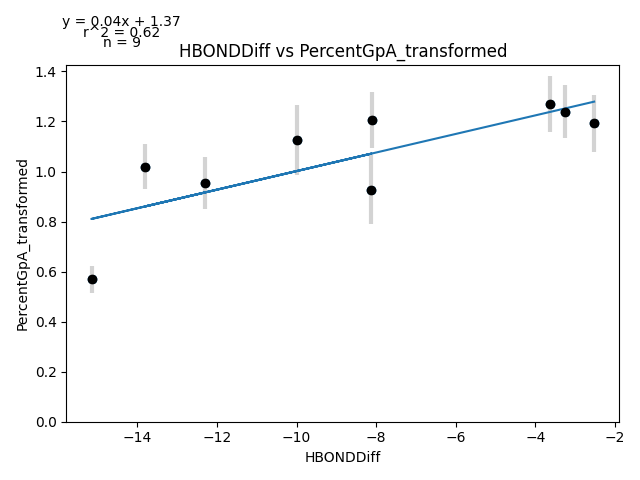 y = 0.04x + 1.37
r^2 = 0.62
n = 9
HBONDDiff vs PercentGpA_transformed
1.4
1.2
1.0
0.8
0.6
0.4
0.2
0.0
PercentGpA_transformed
−14
−12
−10
−8
−6
−4
−2
HBONDDiff